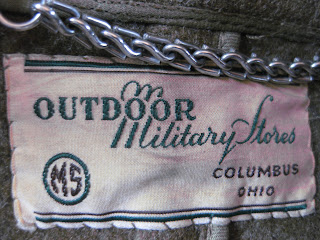 OUTDOOR
Military Stores
MS
COLUMBUS
OHIO